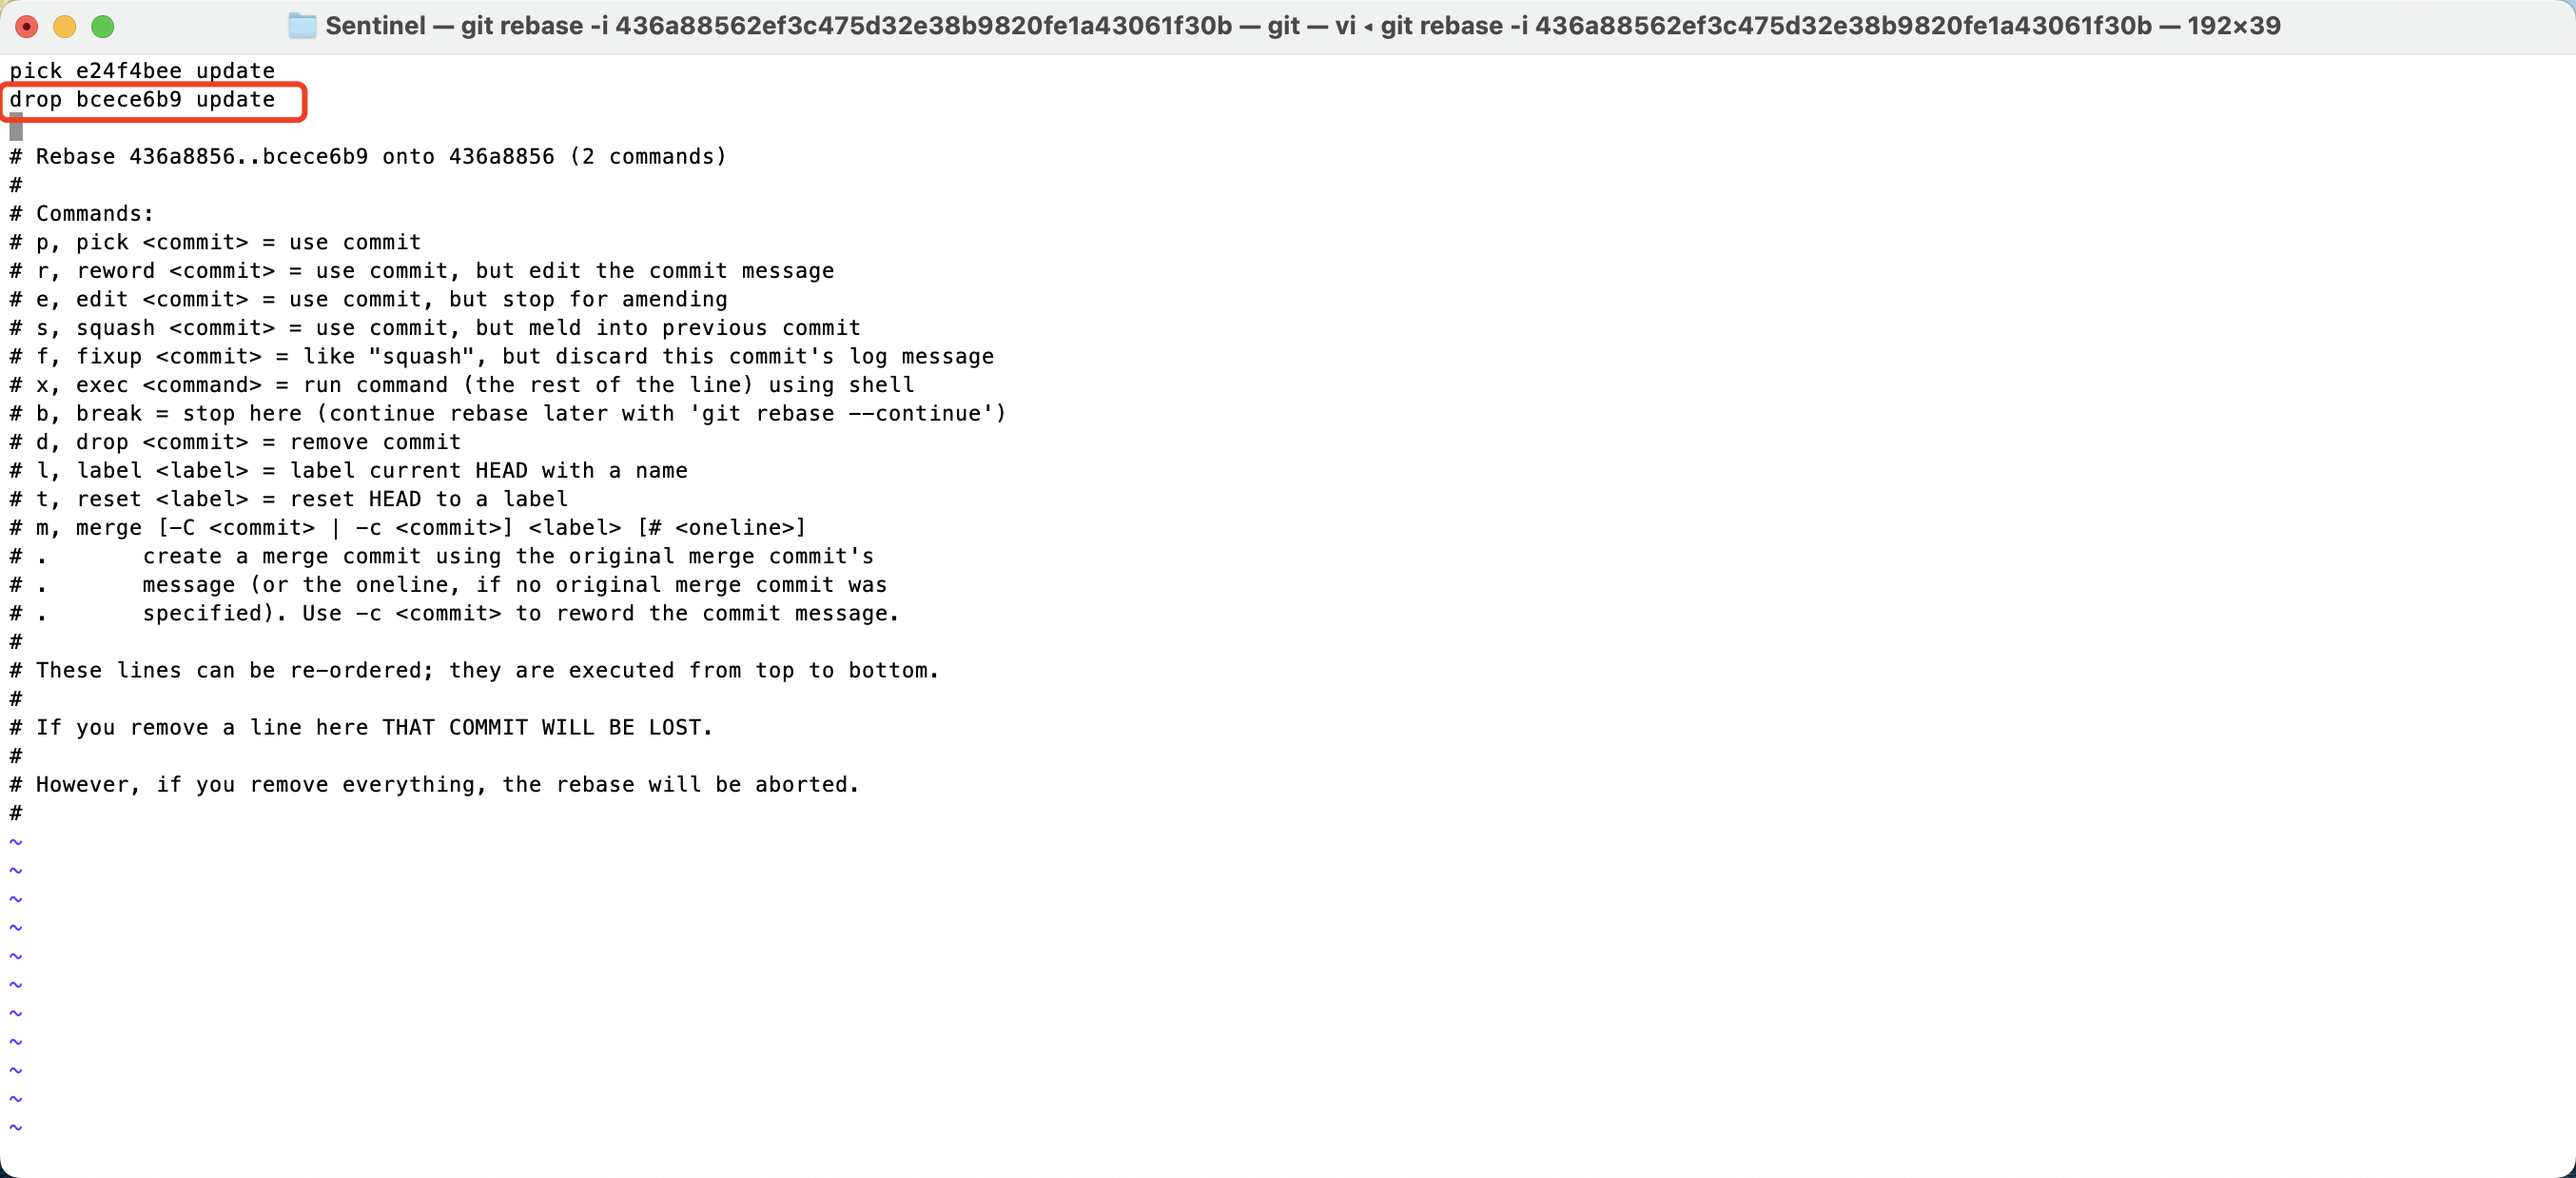 Sentinel — git rebase -i 436a88562ef3c475d32e38b9820fe1a43061f30b — git — vi ◂ git rebase -i 436a88562ef3c475d32e38b9820fe1a43061f30b — 192×39
pick e24f4bee update
drop bcece6b9 update
# Rebase 436a8856..bcece6b9 onto 436a8856 (2 commands)
#
# Commands:
# p, pick <commit> = use commit
# r, reword <commit> = use commit, but edit the commit message
# e, edit <commit> = use commit, but stop for amending
# s, squash <commit> = use commit, but meld into previous commit
# f, fixup <commit> = like "squash", but discard this commit's log message
# x, exec <command> = run command (the rest of the line) using shell
# b, break = stop here (continue rebase later with 'git rebase --continue')
# d, drop <commit> = remove commit
# l, label <label> = label current HEAD with a name
# t, reset <label> = reset HEAD to a label
# m, merge [-C <commit> | -c <commit>] <label> [# <oneline>]
# .       create a merge commit using the original merge commit's
# .       message (or the oneline, if no original merge commit was
# .       specified). Use -c <commit> to reword the commit message.
#
# These lines can be re-ordered; they are executed from top to bottom.
#
# If you remove a line here THAT COMMIT WILL BE LOST.
#
# However, if you remove everything, the rebase will be aborted.
#
~
~
~
~
~
~
~
~
~
~
~